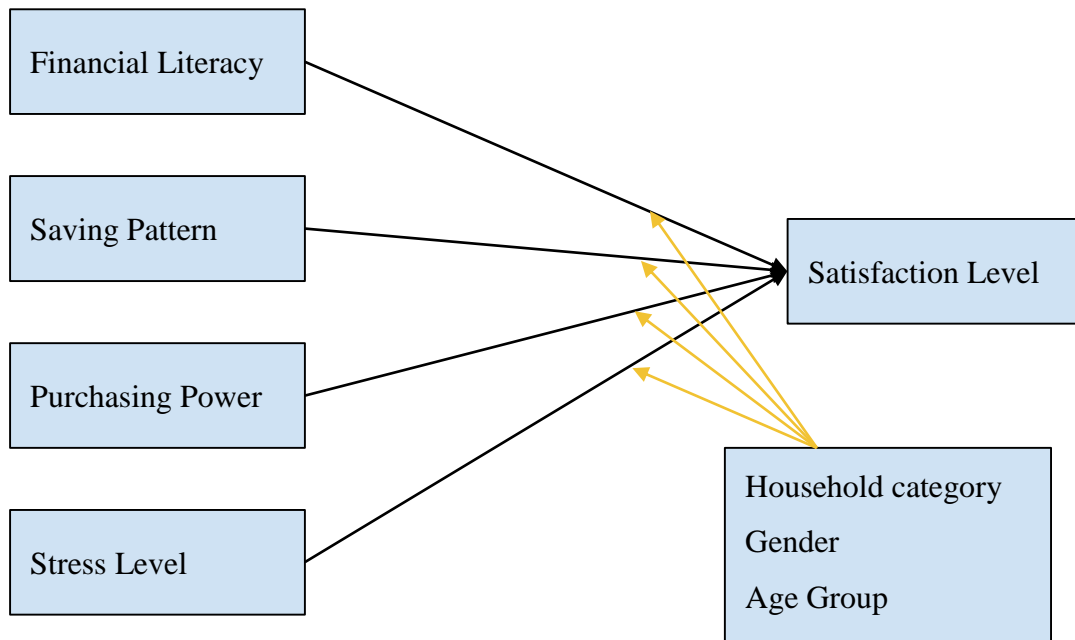 Financial Literacy
Saving Pattern
Satisfaction Level
Purchasing Power
Household category
Gender
Stress Level
Age Group